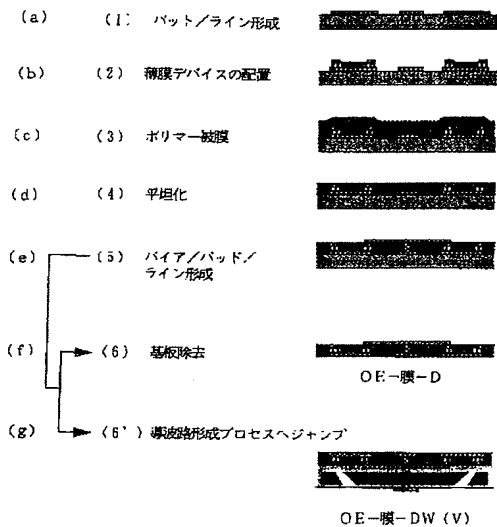 (a) (1) パット／ライン形成
(b) (2) 薄膜デバイスの配置
(c) (3) ポリマー被膜
(d) (4) 平坦化
(e) (5) バイア／パッド／
ライン形成
(f) (6) 基板除去
OE-膜-D
(g) (6') 導波路形成プロセスへジャンプ
OE-膜-DW (V)